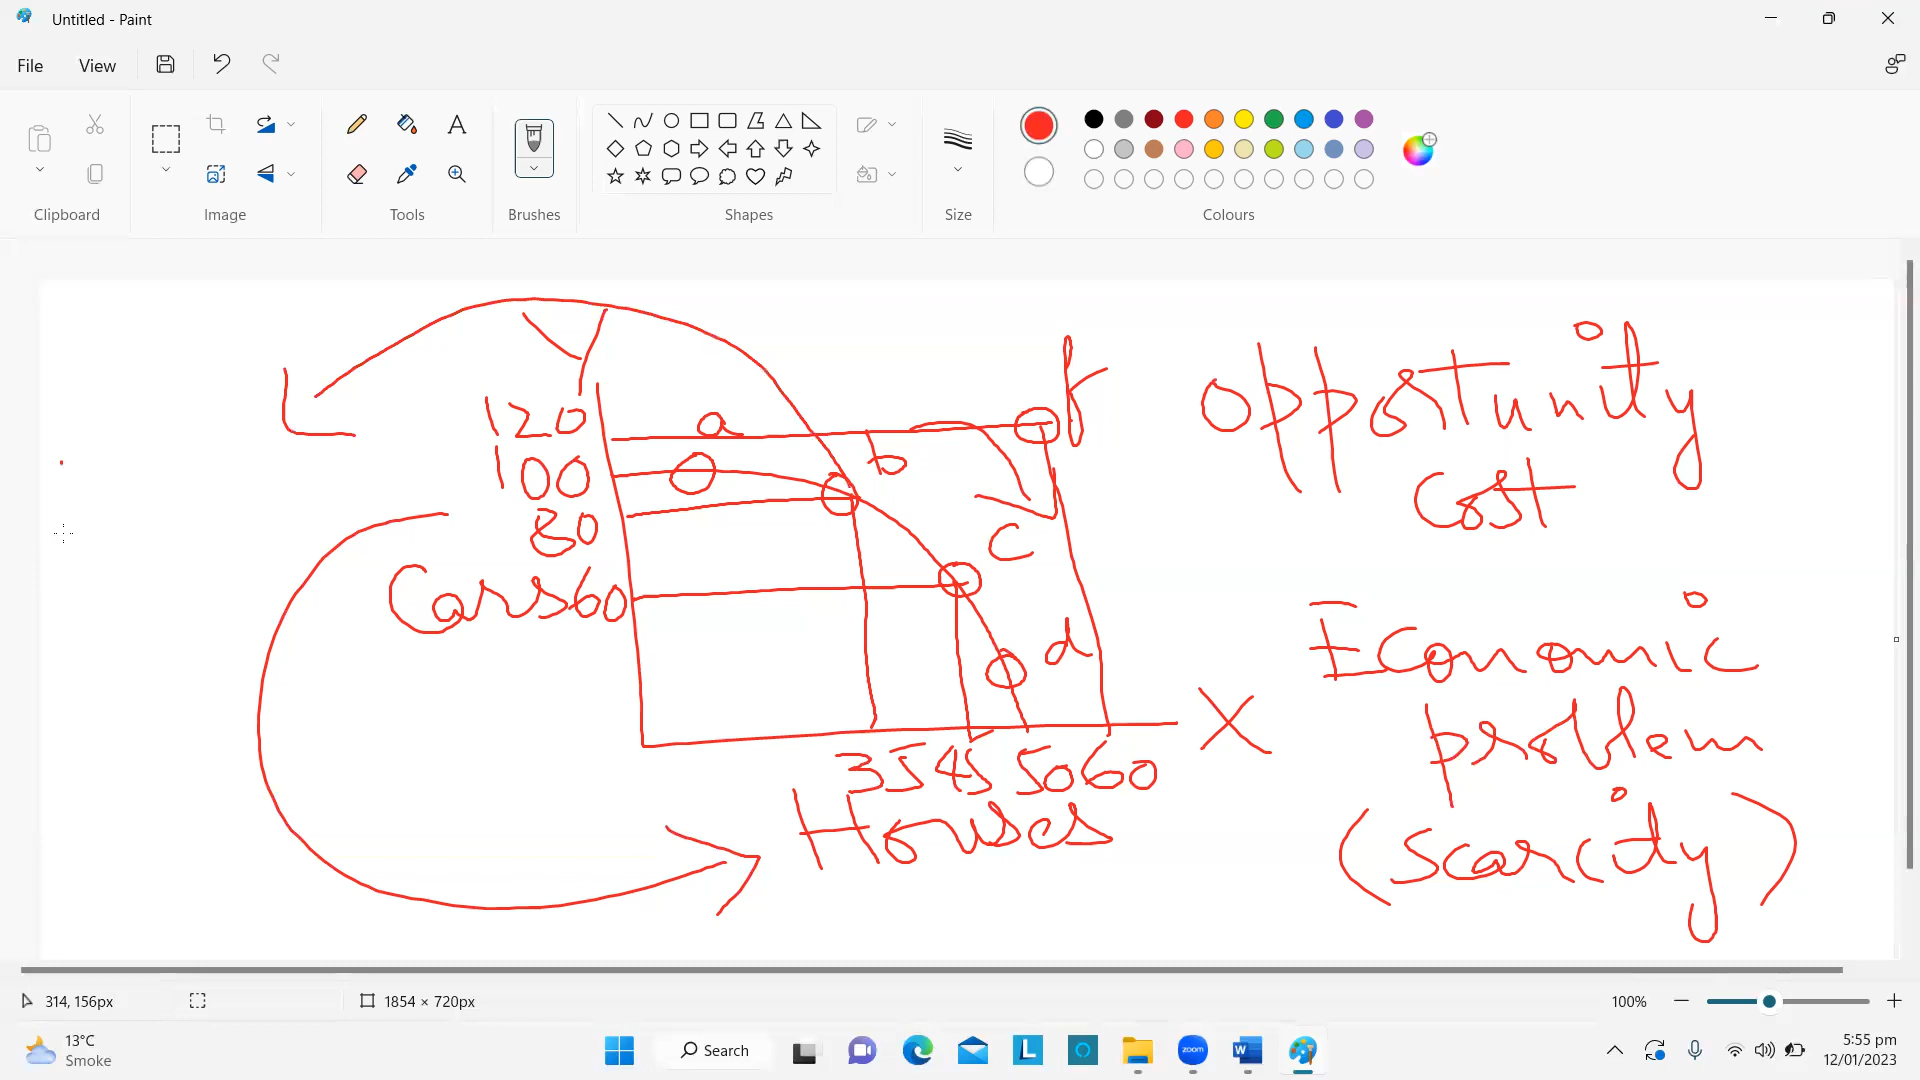 Untitled - Paint
File View
Clipboard
Image
Tools
Brushes
Shapes
Size
Colours
Y
120
100
80
Cars 60
a
b
c
d
f
35 45 50 60
Houses
X
opportunity
Cost
Economic
problem
(scarcity)
314, 156px
1854 × 720px
100%
13°C
Smoke
Search
zoom
5:55 pm
12/01/2023